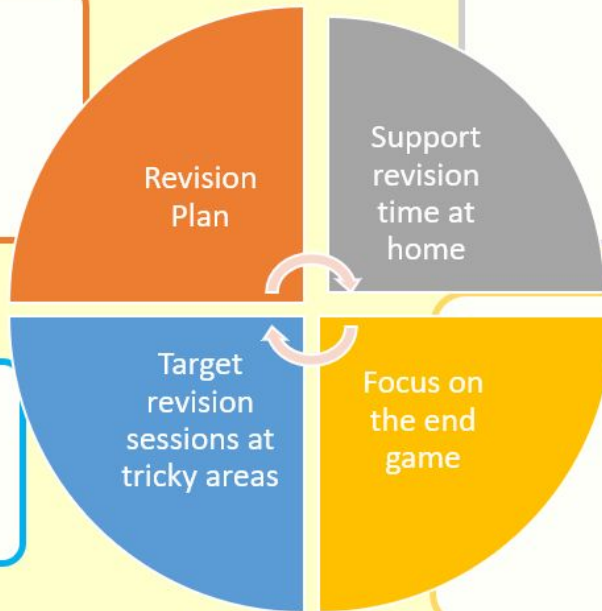 Revision
Plan
Support
revision
time at
home
Target
revision
sessions at
tricky areas
Focus on
the end
game